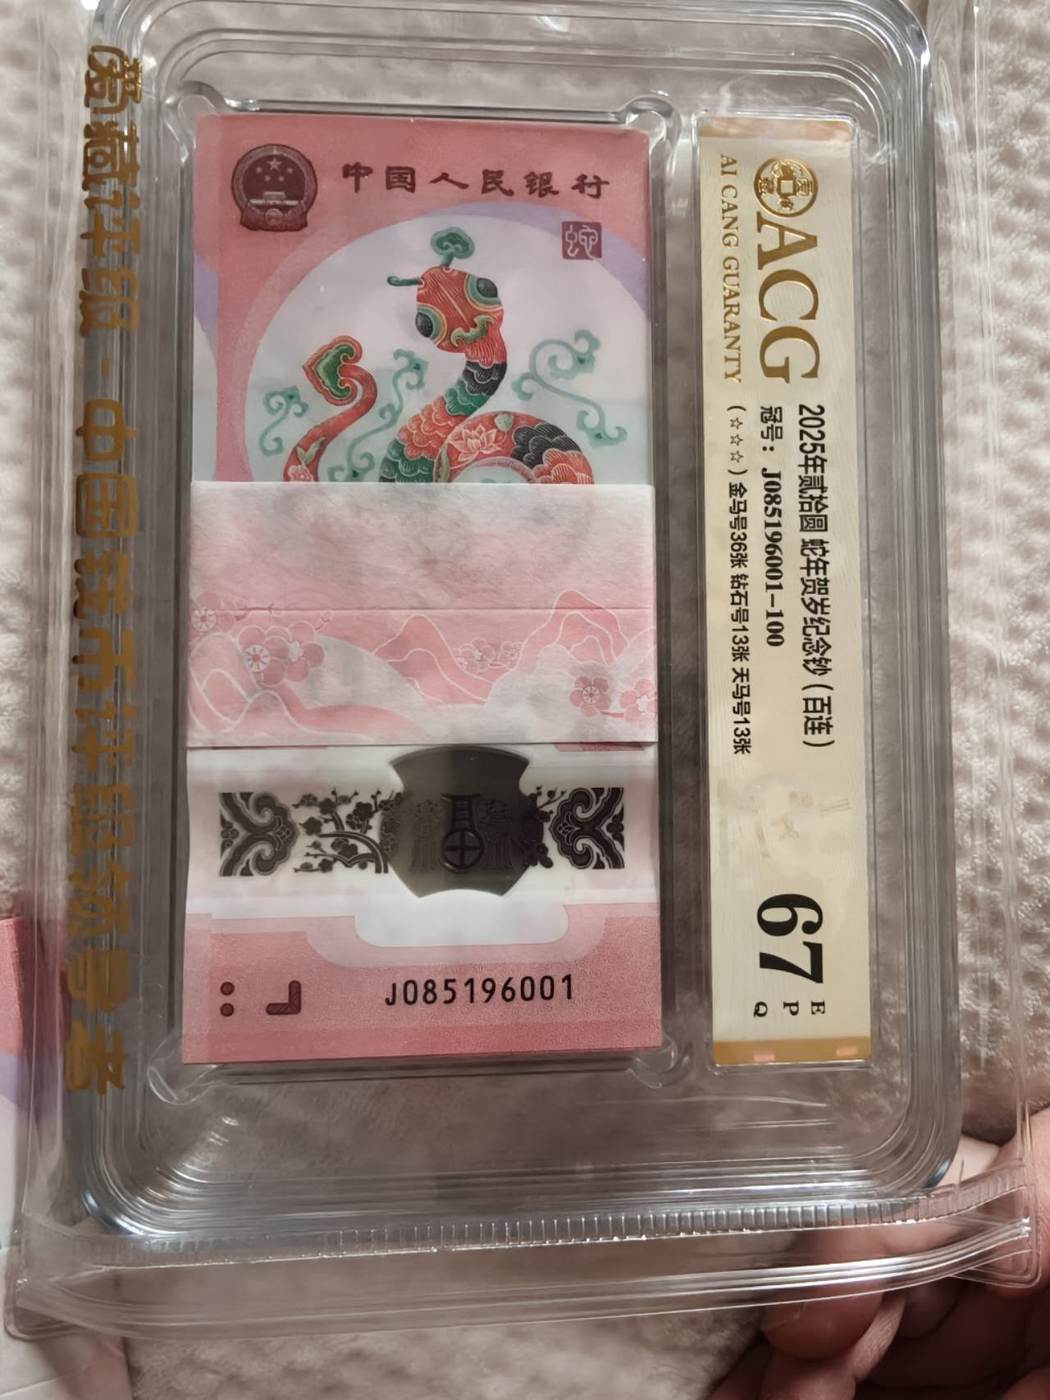 愛藏评级 - 中国钱币评级领导者
中国人民银行
蛇
J085196001
ACG
AI CANG GUARANTY
2025年贰拾圆 蛇年贺岁纪念钞 (百连)
冠号: J085196001-100
(☆☆☆) 金马号36张 钻石号13张 天马号13张
67
E
P
Q